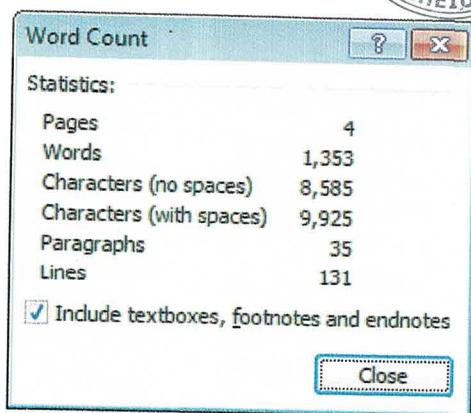 Word Count
Statistics:
Pages 4
Words 1,353
Characters (no spaces) 8,585
Characters (with spaces) 9,925
Paragraphs 35
Lines 131
Include textboxes, footnotes and endnotes
Close